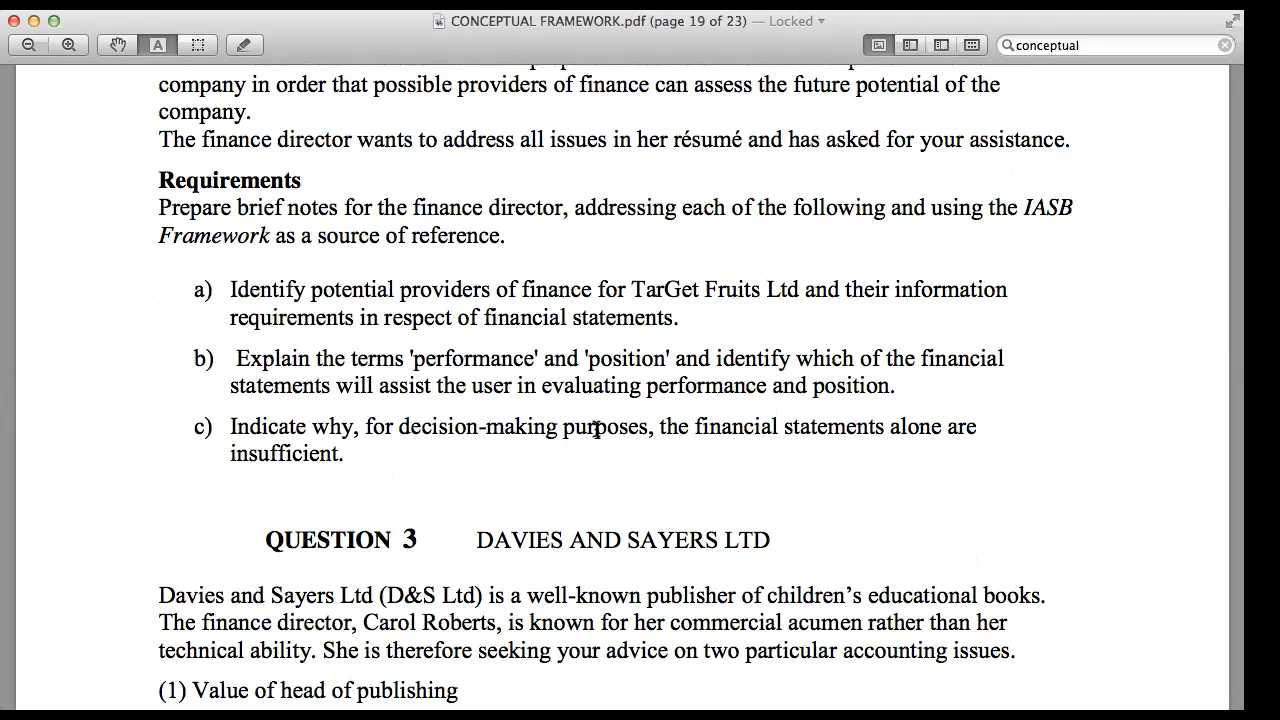 CONCEPTUAL FRAMEWORK.pdf (page 19 of 23) — Locked
conceptual
company in order that possible providers of finance can assess the future potential of the
company.
The finance director wants to address all issues in her résumé and has asked for your assistance.
Requirements
Prepare brief notes for the finance director, addressing each of the following and using the IASB
Framework as a source of reference.
a) Identify potential providers of finance for TarGet Fruits Ltd and their information
requirements in respect of financial statements.
b) Explain the terms 'performance' and 'position' and identify which of the financial
statements will assist the user in evaluating performance and position.
c) Indicate why, for decision-making purposes, the financial statements alone are
insufficient.
QUESTION 3 DAVIES AND SAYERS LTD
Davies and Sayers Ltd (D&S Ltd) is a well-known publisher of children’s educational books.
The finance director, Carol Roberts, is known for her commercial acumen rather than her
technical ability. She is therefore seeking your advice on two particular accounting issues.
(1) Value of head of publishing